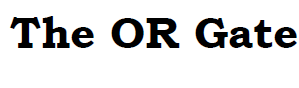 The OR Gate